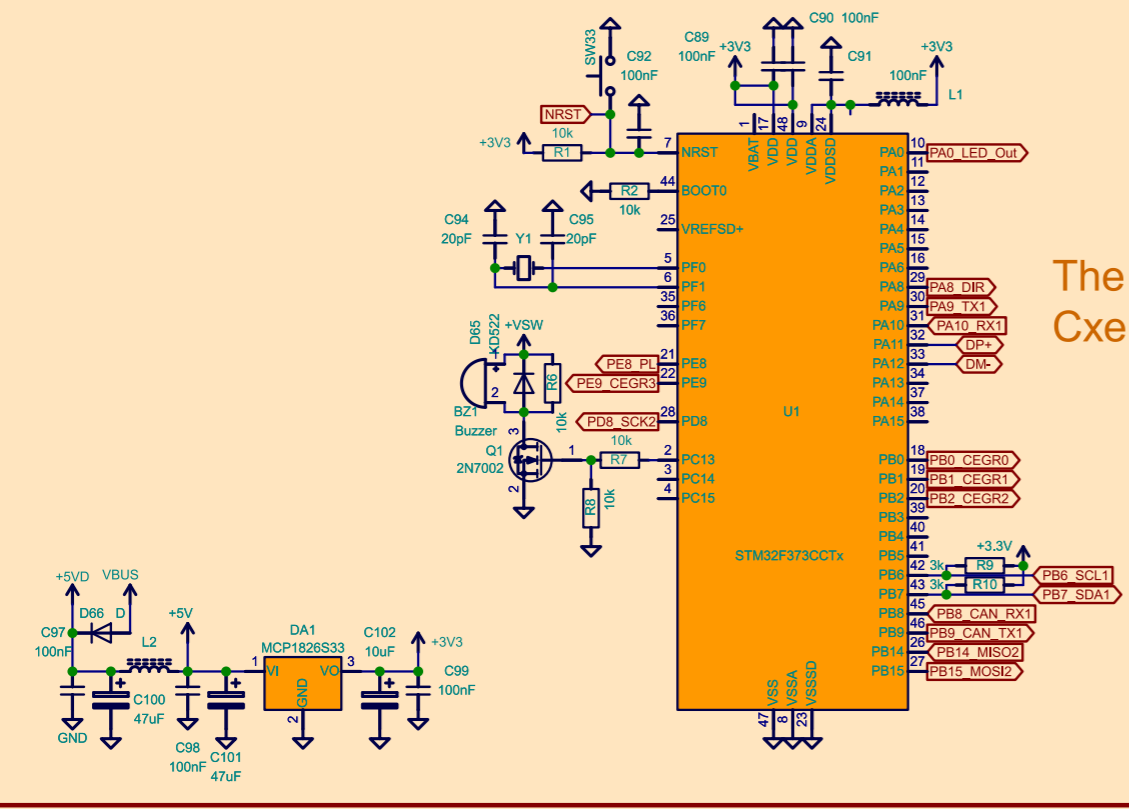 C90 100nF
C89
100nF
+3V3
C91
100nF
+3V3
L1
SW33
C92
100nF
NRST
+3V3
10k
R1
7
NRST
1
17
48
9
24
VBAT
VDD
VDD
VDDA
VDDSD
44
BOOT0
R2
10k
25
VREFSD+
C94
20pF
Y1
C95
20pF
5
PF0
6
PF1
35
PF6
36
PF7
D65
KD522
+VSW
R6
10k
2
BZ1
Buzzer
PE8_PL
21
PE8
PE9_CEGR3
22
PE9
PD8_SCK2
28
PD8
Q1
2N7002
3
1
2
10k
R7
R8
10k
2
PC13
3
PC14
4
PC15
U1
STM32F373CCTx
10
PA0
PA0_LED_Out
11
PA1
12
PA2
13
PA3
14
PA4
15
PA5
16
PA6
29
PA8
PA8_DIR
30
PA9
PA9_TX1
31
PA10
PA10_RX1
32
PA11
DP+
33
PA12
DM-
34
PA13
37
PA14
38
PA15
18
PB0
PB0_CEGR0
19
PB1
PB1_CEGR1
20
PB2
PB2_CEGR2
39
PB3
40
PB4
41
PB5
+3.3V
42
PB6
3k
R9
PB6_SCL1
43
PB7
3k
R10
PB7_SDA1
45
PB8
PB8_CAN_RX1
46
PB9
PB9_CAN_TX1
26
PB14
PB14_MISO2
27
PB15
PB15_MOSI2
VSS
VSSA
VSSSD
47
8
23
The
Cxe
+5VD
VBUS
D66 D
C97
100nF
L2
+5V
C100
47uF
GND
C98
100nF
C101
47uF
DA1
MCP1826S33
1
VI
VO
3
GND
2
C102
10uF
+3V3
C99
100nF